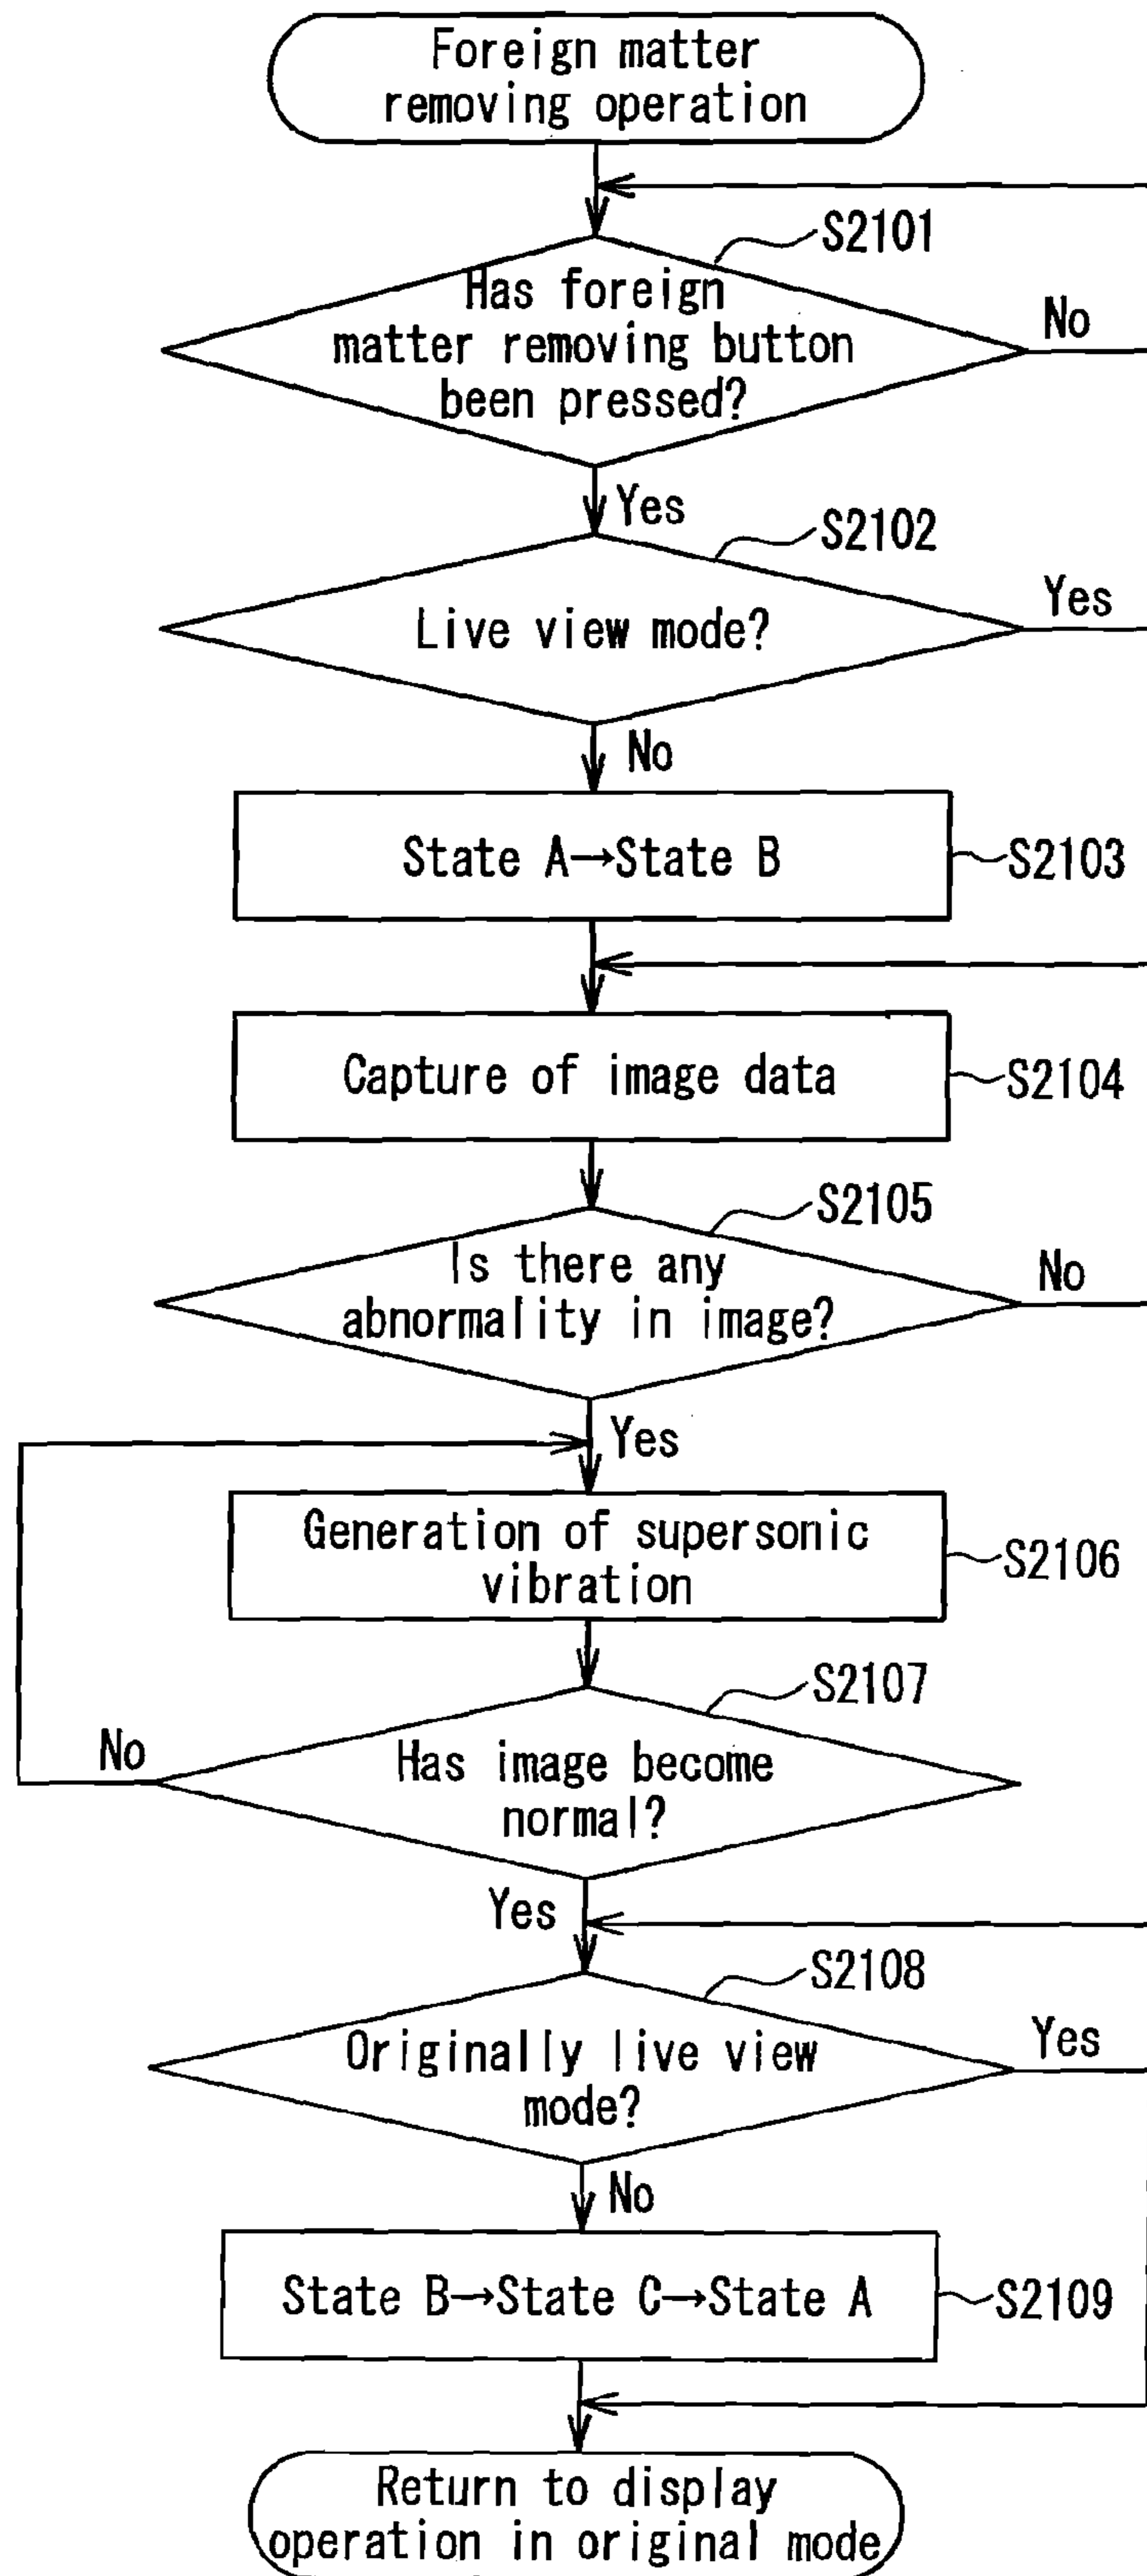 Foreign matter
removing operation
S2101
Has foreign
matter removing button
been pressed?
No
Yes
S2102
Live view mode?
Yes
No
State A→State B
S2103
Capture of image data
S2104
S2105
Is there any
abnormality in image?
No
Yes
Generation of supersonic
vibration
S2106
S2107
Has image become
normal?
No
Yes
S2108
Originally live view
mode?
Yes
No
State B→State C→State A
S2109
Return to display
operation in original mode